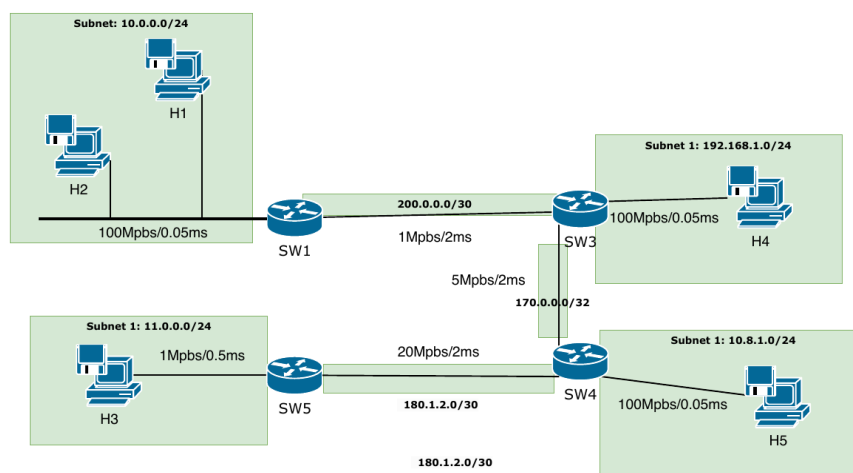 Subnet: 10.0.0.0/24
H1
H2
100Mpbs/0.05ms
SW1
200.0.0.0/30
1Mpbs/2ms
SW3
Subnet 1: 192.168.1.0/24
100Mpbs/0.05ms
H4
5Mpbs/2ms
170.0.0.0/32
Subnet 1: 11.0.0.0/24
1Mpbs/0.5ms
H3
SW5
20Mpbs/2ms
180.1.2.0/30
SW4
Subnet 1: 10.8.1.0/24
100Mpbs/0.05ms
H5
180.1.2.0/30